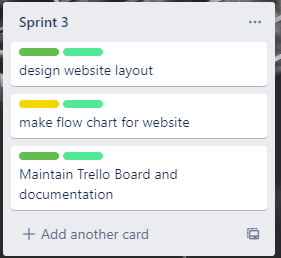 Sprint 3
design website layout
make flow chart for website
Maintain Trello Board and
documentation
Add another card